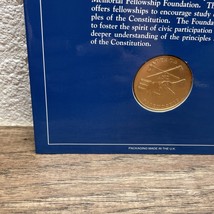 Memorial Fellowship Foundation. Th
offers fellowships to encourage study
ples of the Constitution. The Founda
to foster the spirit of civic participation
deeper understanding of the principles
of the Constitution.
PACKAGING MADE IN THE U.K.